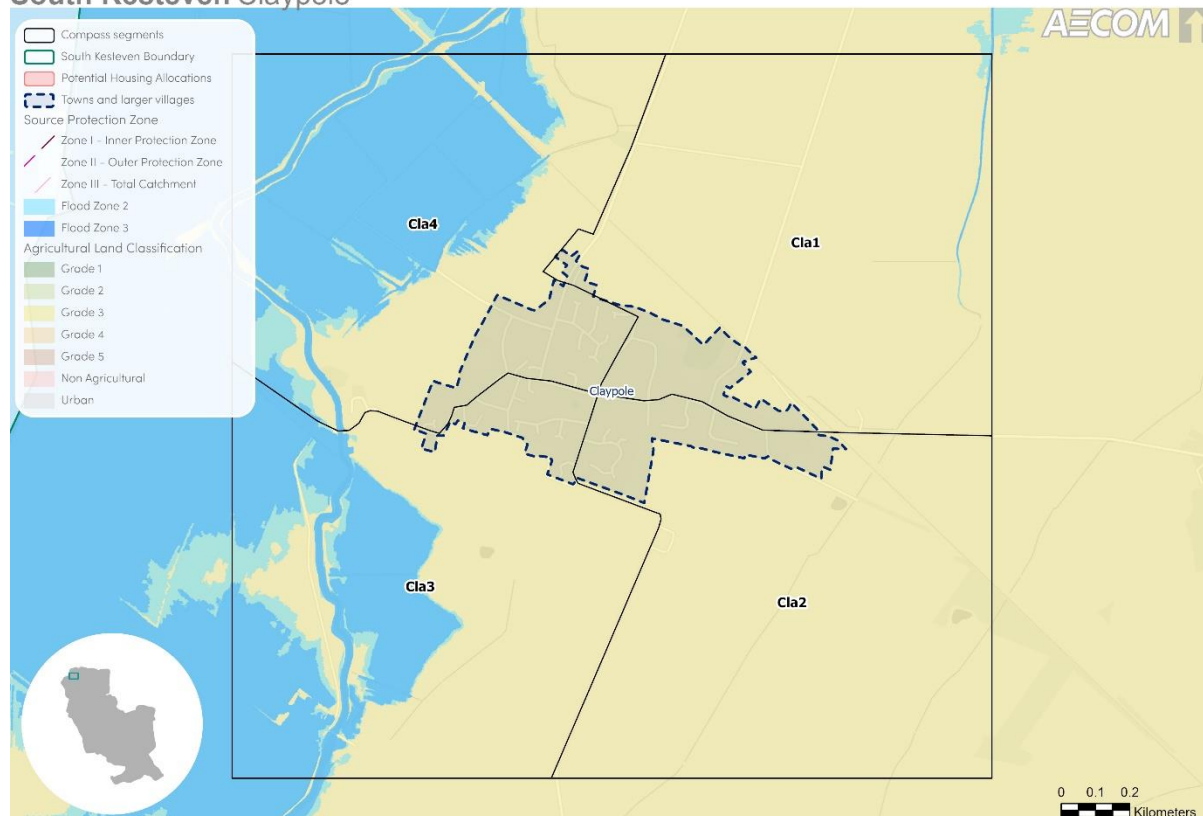 South Kesteven Claypole
AECOM
Compass segments
South Kesteven Boundary
Potential Housing Allocations
Towns and larger villages
Source Protection Zone
Zone I - Inner Protection Zone
Zone II - Outer Protection Zone
Zone III - Total Catchment
Flood Zone 2
Flood Zone 3
Agricultural Land Classification
Grade 1
Grade 2
Grade 3
Grade 4
Grade 5
Non Agricultural
Urban
Cla4
Cla1
Claypole
Cla3
Cla2
0 0.1 0.2
Kilometers